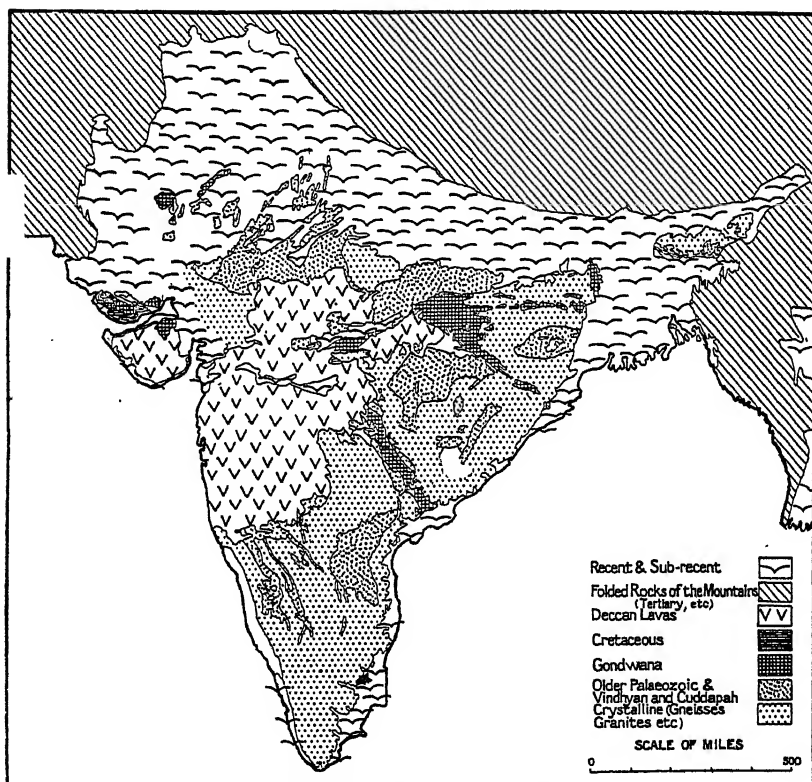 Recent & Sub-recent
Folded Rocks of the Mountains
(Tertiary, etc)
Deccan Lavas
Cretaceous
Gondwana
Older Palaeozoic &
Vindhyan and Cuddapah
Crystalline (Gneisses
Granites etc)
SCALE OF MILES
0 500